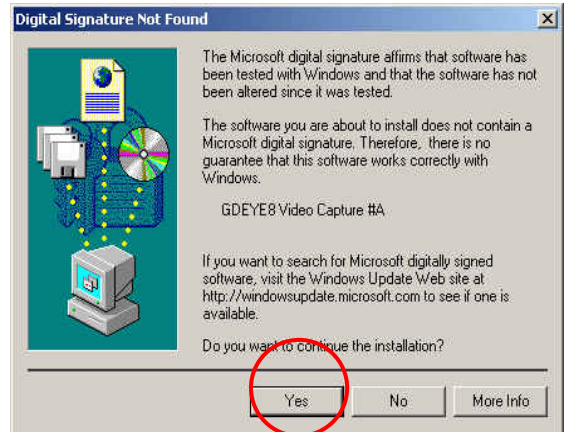 Digital Signature Not Found
The Microsoft digital signature affirms that software has
been tested with Windows and that the software has not
been altered since it was tested.
The software you are about to install does not contain a
Microsoft digital signature. Therefore, there is no
guarantee that this software works correctly with
Windows.
GDEYE8 Video Capture #A
If you want to search for Microsoft digitally signed
software, visit the Windows Update Web site at
http://windowsupdate.microsoft.com to see if one is
available.
Do you want to continue the installation?
Yes No More Info